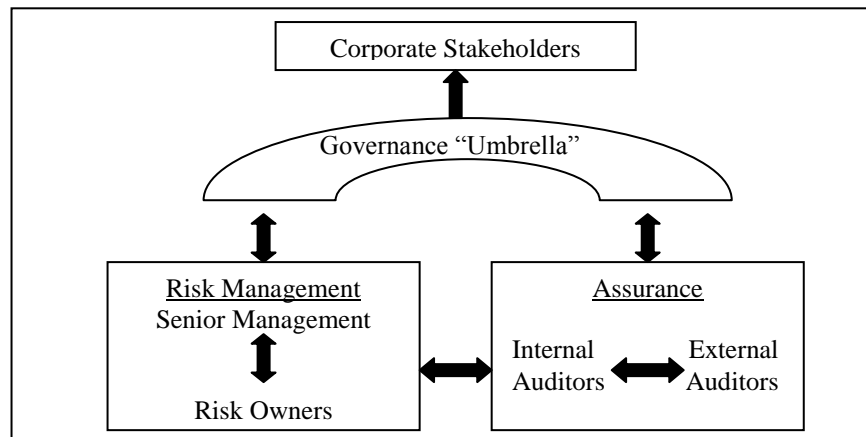 Corporate Stakeholders
Governance “Umbrella”
Risk Management
Senior Management
Risk Owners
Assurance
Internal
Auditors
External
Auditors